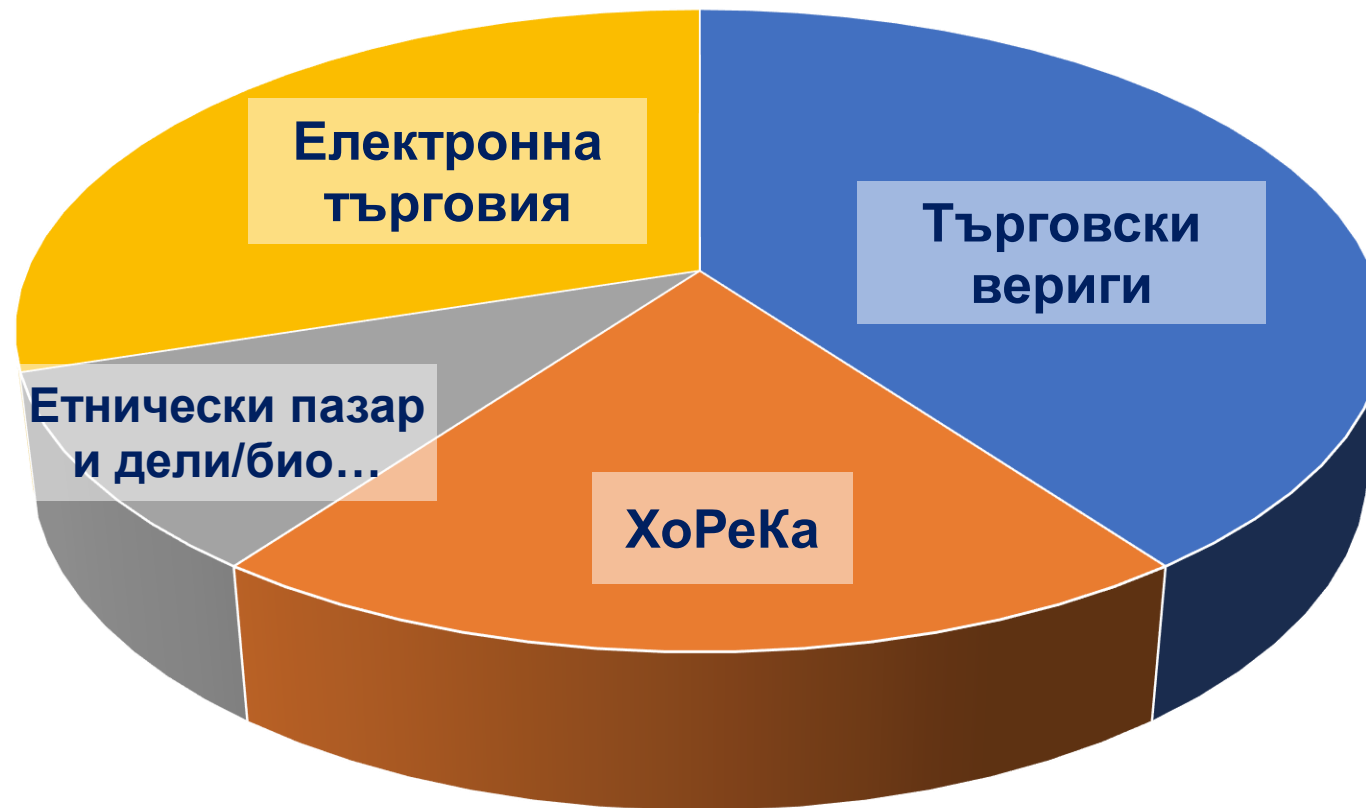 Електронна
търговия
Търговски
вериги
Етнически пазар
и дели/био…
ХоРеКа